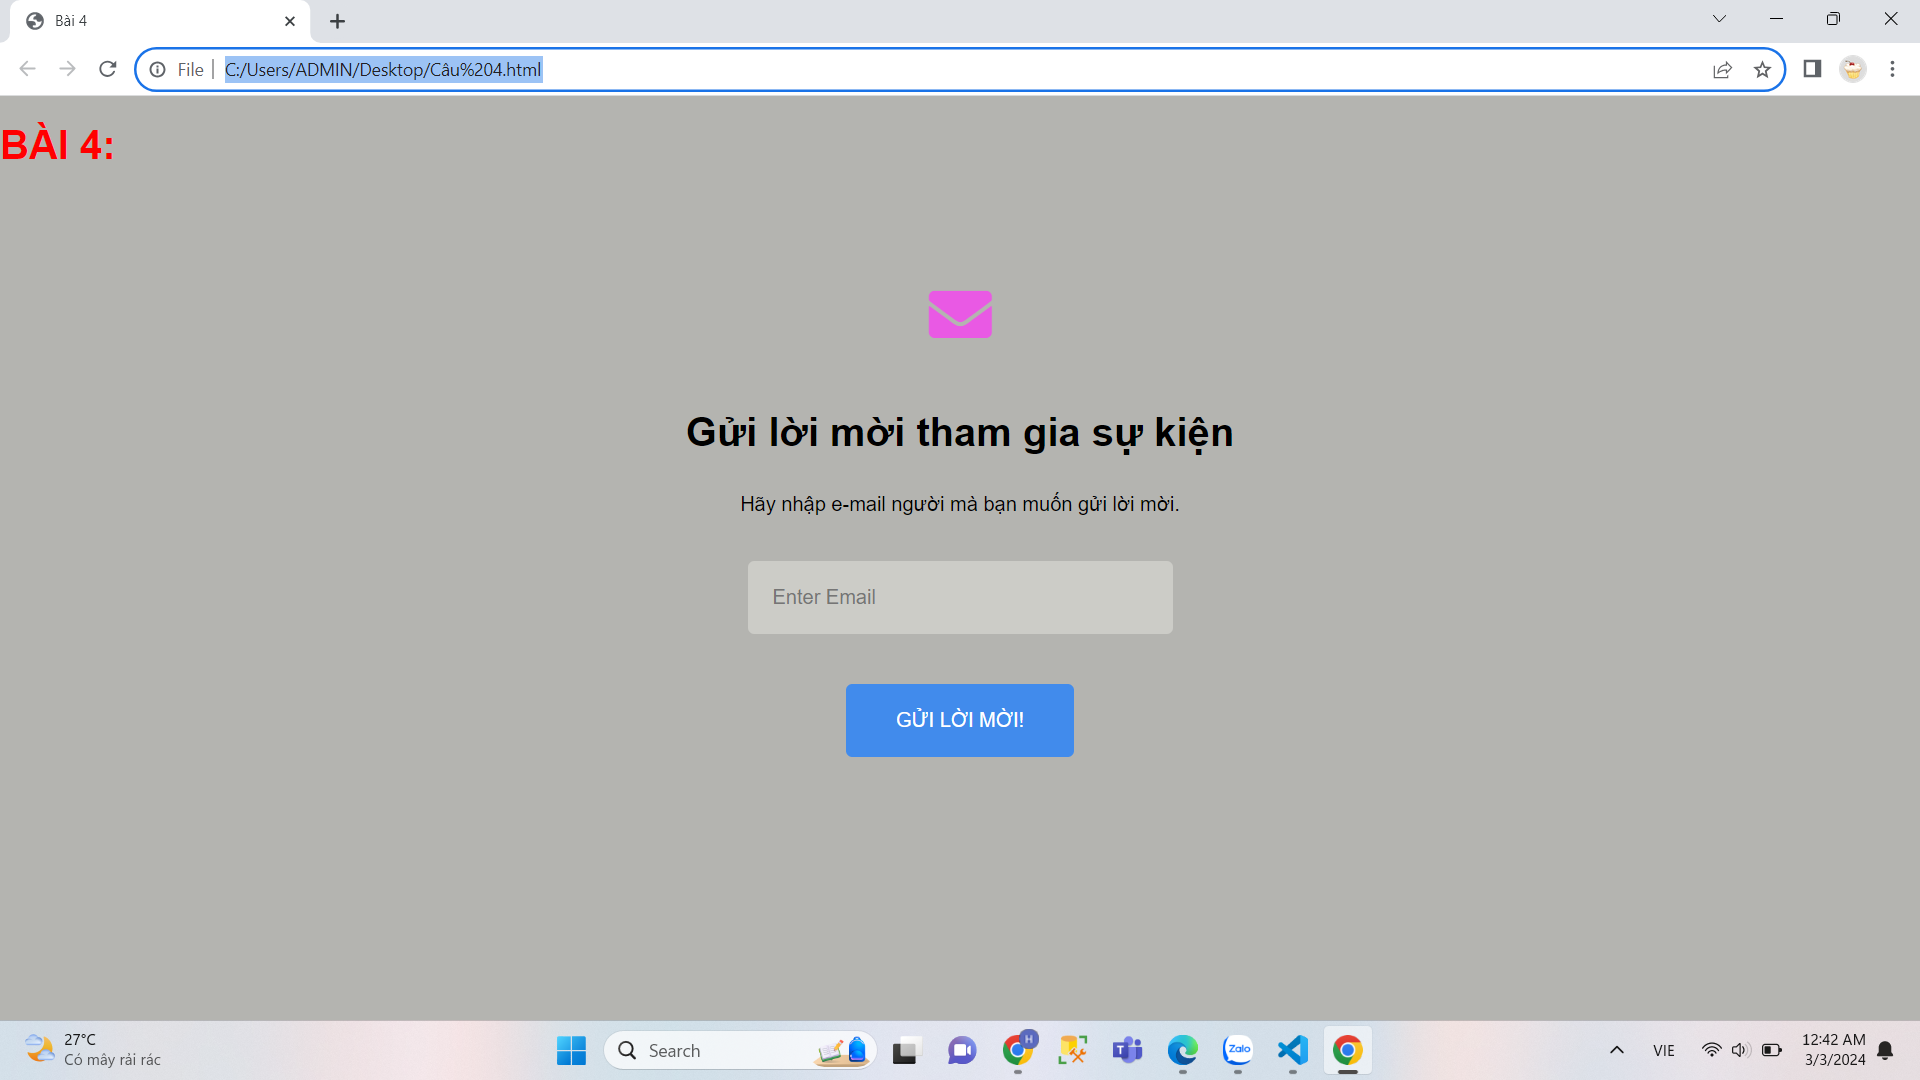 Bài 4
File
C:/Users/ADMIN/Desktop/Câu%204.html
BÀI 4:
Gửi lời mời tham gia sự kiện
Hãy nhập e-mail người mà bạn muốn gửi lời mời.
Enter Email
GỬI LỜI MỜI!
27°C
Có mây rải rác
Search
H
T
Zalo
VIE
12:42 AM
3/3/2024